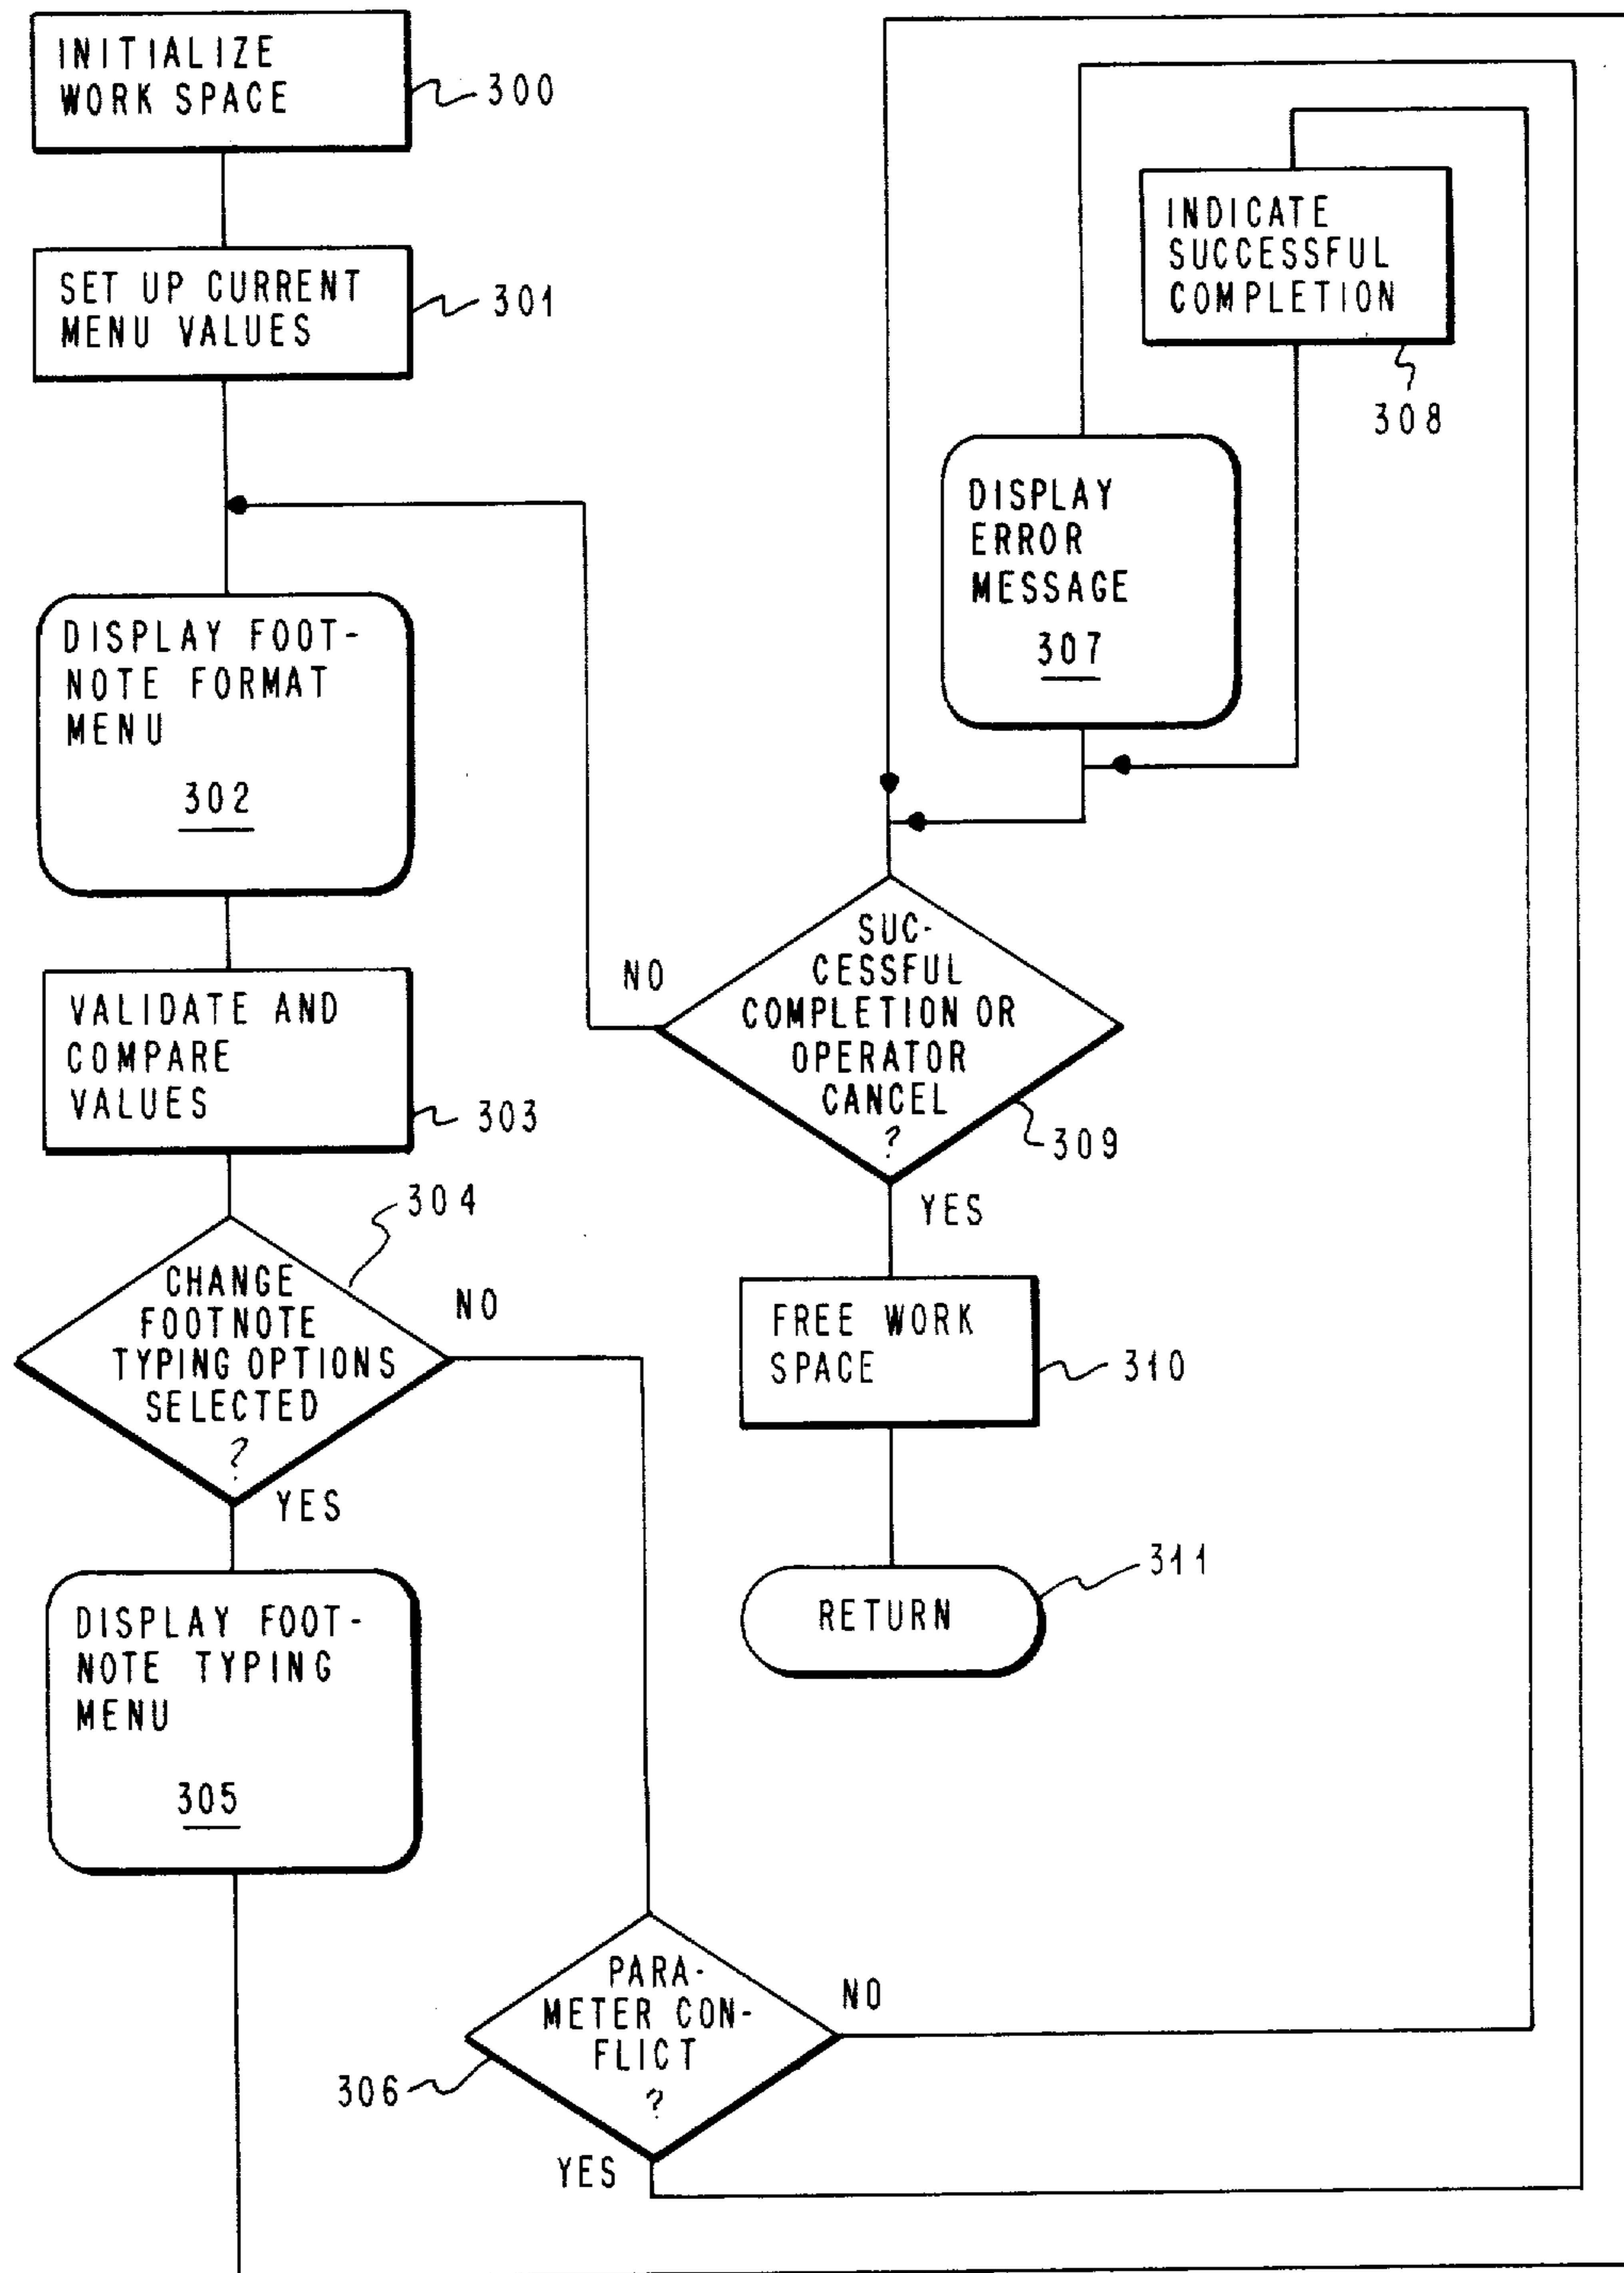 INITIALIZE
WORK SPACE
300
SET UP CURRENT
MENU VALUES
301
DISPLAY FOOT-
NOTE FORMAT
MENU
302
VALIDATE AND
COMPARE
VALUES
303
304
CHANGE
FOOTNOTE
TYPING OPTIONS
SELECTED
?
NO
YES
DISPLAY FOOT-
NOTE TYPING
MENU
305
PARA-
METER CON-
FLICT
?
306
NO
YES
DISPLAY
ERROR
MESSAGE
307
INDICATE
SUCCESSFUL
COMPLETION
308
SUC-
CESSFUL
COMPLETION OR
OPERATOR
CANCEL
?
309
NO
YES
FREE WORK
SPACE
310
RETURN
311